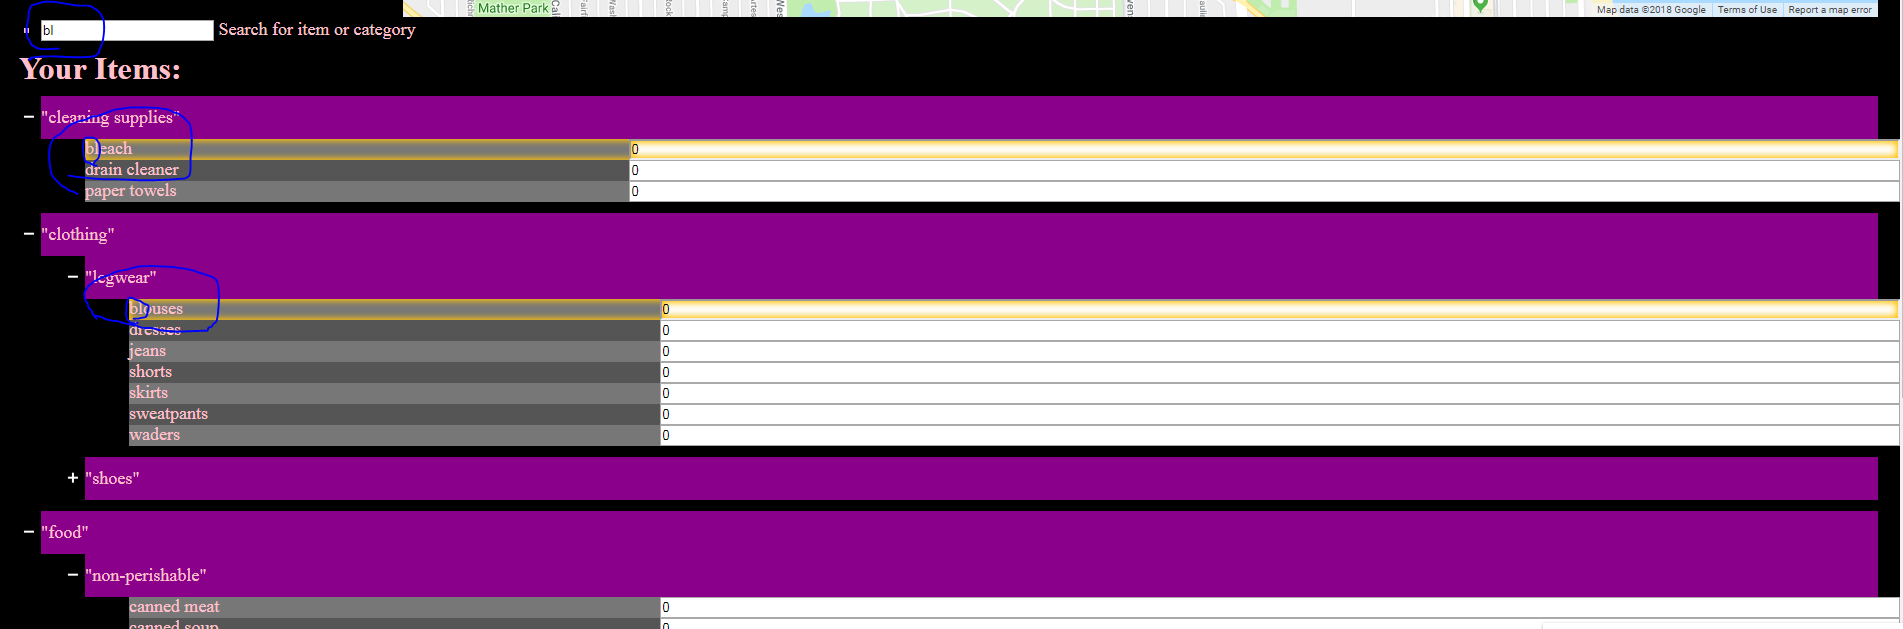 Mather Park
Map data ©2018 Google Terms of Use Report a map error
bl Search for item or category
Your Items:
"cleaning supplies"
bleach 0
drain cleaner 0
paper towels 0
"clothing"
"legwear"
blouses 0
dresses 0
jeans 0
shorts 0
skirts 0
sweatpants 0
waders 0
"shoes"
"food"
"non-perishable"
canned meat 0
canned soup 0